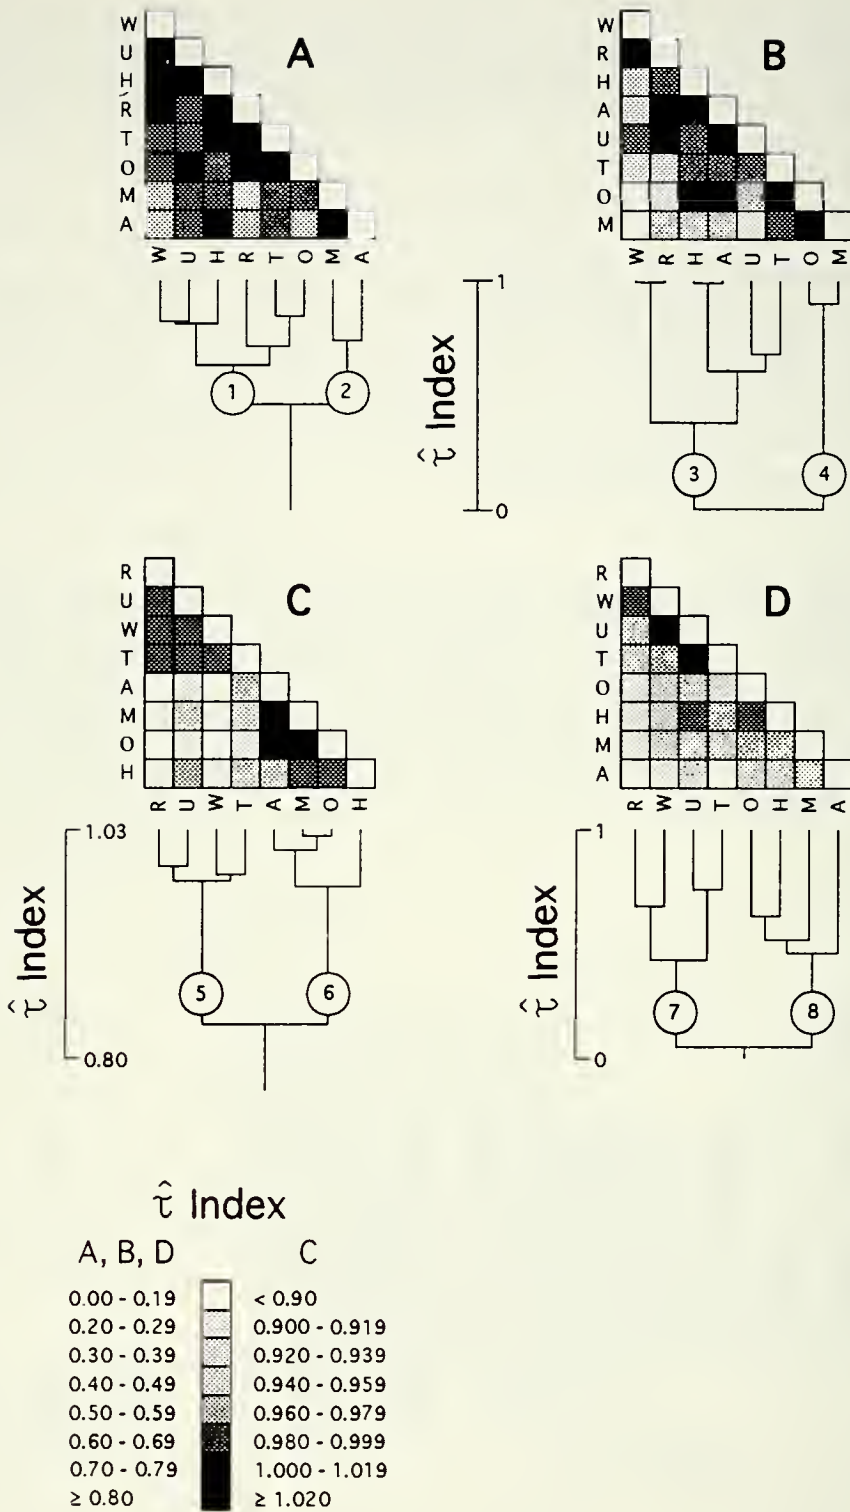 W
U
H
R
T
O
M
A
A
W U H R T O M A
1 2
W
R
H
A
U
T
O
M
B
W R H A U T O M
3 4
1
τ̂ Index
0
R
U
W
T
A
M
O
H
C
R U W T A M O H
5 6
1.03
τ̂ Index
0.80
R
W
U
T
O
H
M
A
D
R W U T O H M A
7 8
1
τ̂ Index
0
τ̂ Index
A, B, D C
0.00 - 0.19 < 0.90
0.20 - 0.29 0.900 - 0.919
0.30 - 0.39 0.920 - 0.939
0.40 - 0.49 0.940 - 0.959
0.50 - 0.59 0.960 - 0.979
0.60 - 0.69 0.980 - 0.999
0.70 - 0.79 1.000 - 1.019
≥ 0.80 ≥ 1.020